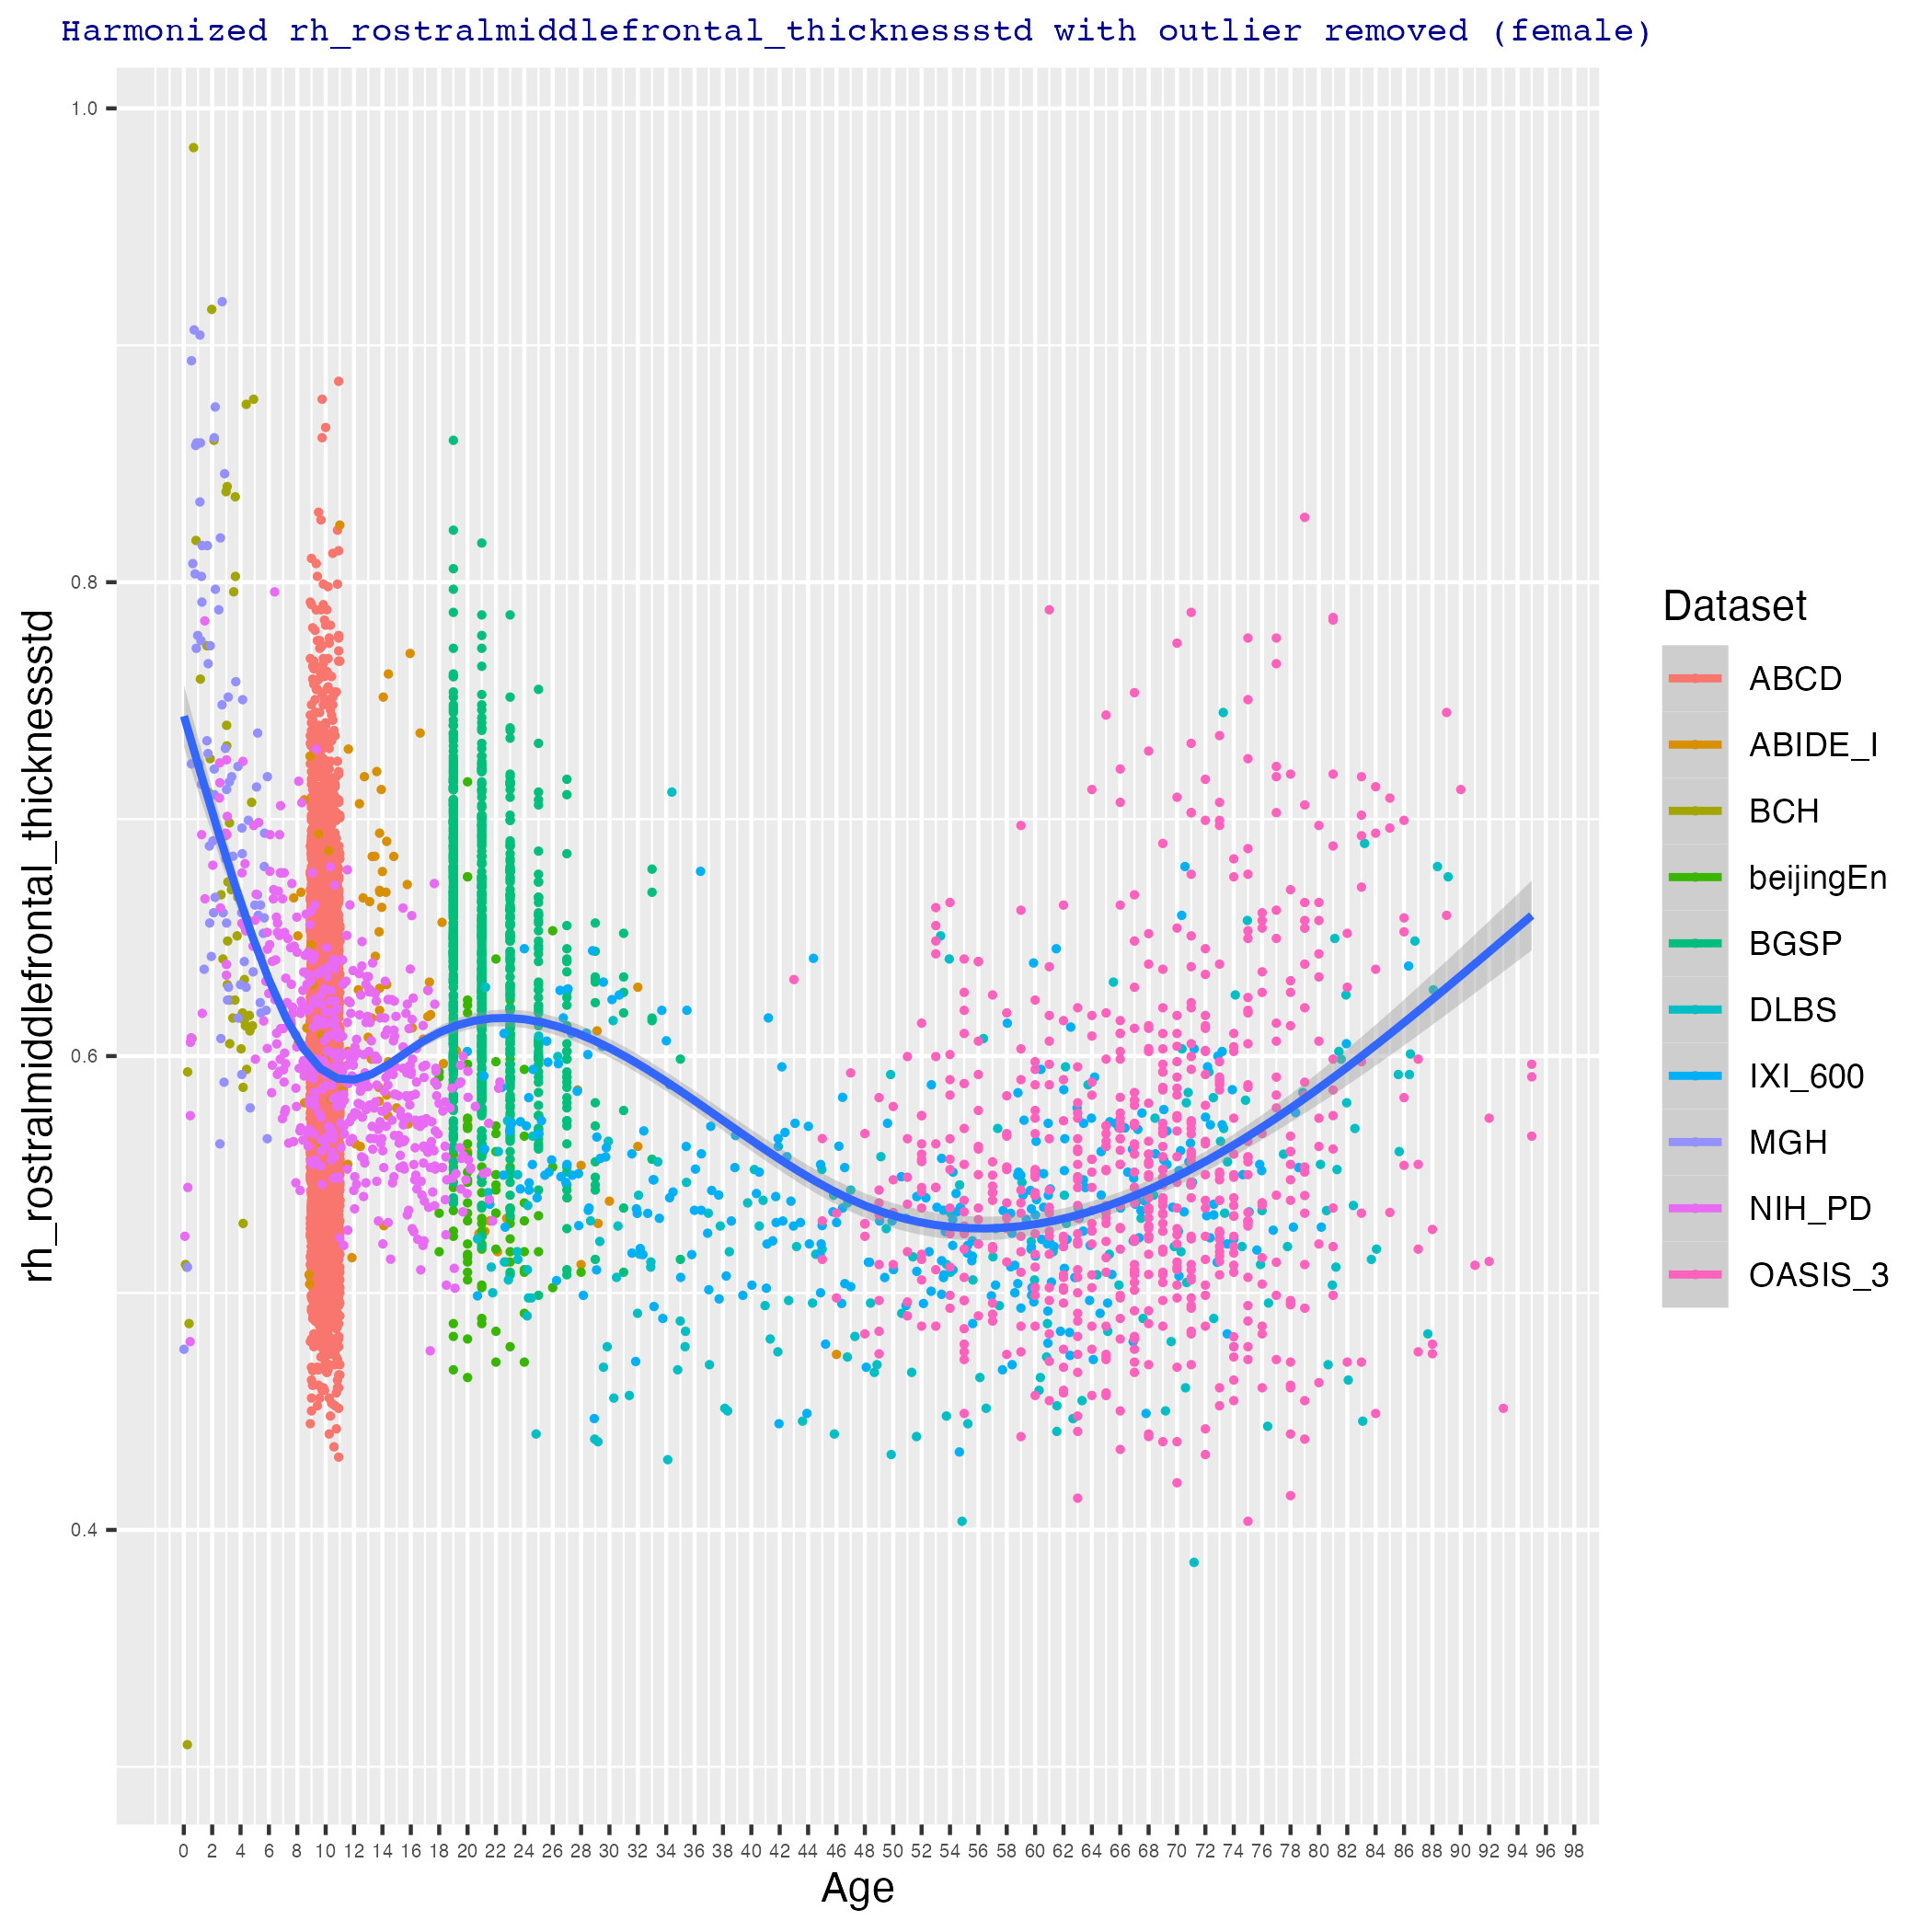 Harmonized rh_rostralmiddlefrontal_thicknessstd with outlier removed (female)
rh_rostralmiddlefrontal_thicknessstd
1.0
0.8
0.6
0.4
0 2 4 6 8 10 12 14 16 18 20 22 24 26 28 30 32 34 36 38 40 42 44 46 48 50 52 54 56 58 60 62 64 66 68 70 72 74 76 78 80 82 84 86 88 90 92 94 96 98
Age
Dataset
ABCD
ABIDE_I
BCH
beijingEn
BGSP
DLBS
IXI_600
MGH
NIH_PD
OASIS_3